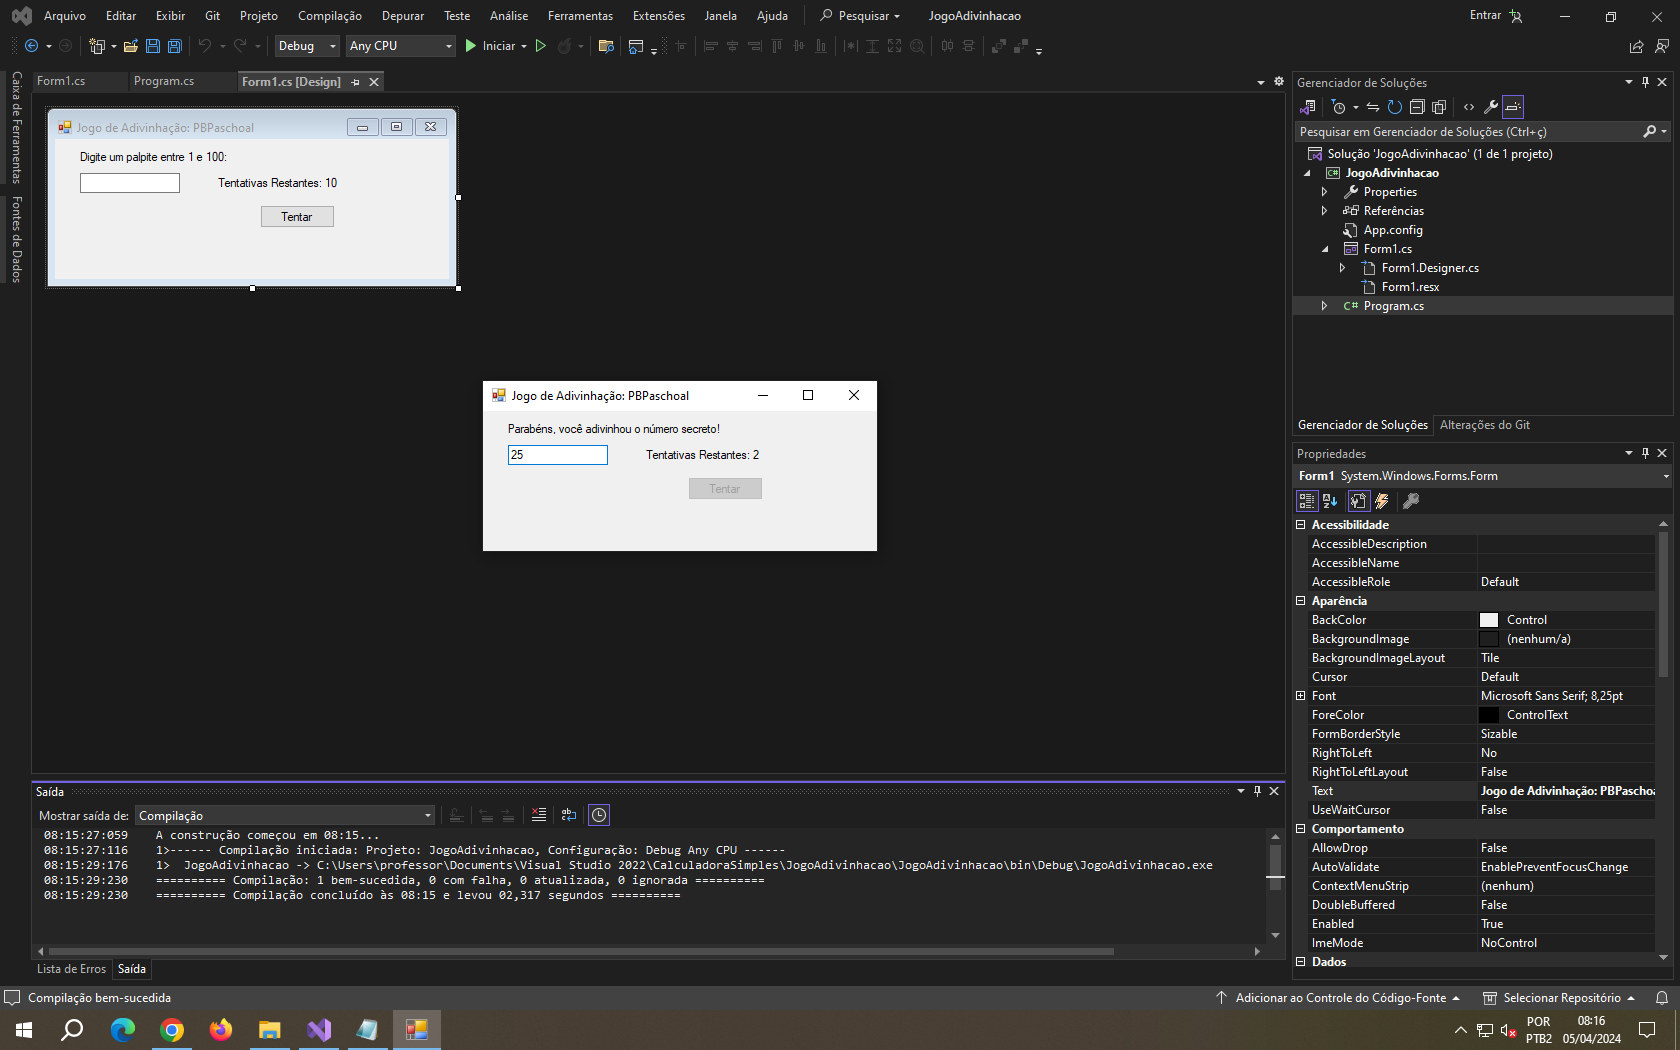 Arquivo Editar Exibir Git Projeto Compilação Depurar Teste Análise Ferramentas Extensões Janela Ajuda Pesquisar JogoAdivinhacao Entrar
Debug Any CPU Iniciar
Caixa de Ferramentas
Fontes de Dados
Form1.cs Program.cs Form1.cs [Design]
Jogo de Adivinhação: PBPaschoal
Digite um palpite entre 1 e 100:
Tentativas Restantes: 10
Tentar
Jogo de Adivinhação: PBPaschoal
Parabéns, você adivinhou o número secreto!
25 Tentativas Restantes: 2
Tentar
Saída
Mostrar saída de: Compilação
08:15:27:059 A construção começou em 08:15...
08:15:27:116 1>------ Compilação iniciada: Projeto: JogoAdivinhacao, Configuração: Debug Any CPU ------
08:15:29:176 1> JogoAdivinhacao -> C:\Users\professor\Documents\Visual Studio 2022\CalculadoraSimples\JogoAdivinhacao\JogoAdivinhacao\bin\Debug\JogoAdivinhacao.exe
08:15:29:230 ========== Compilação: 1 bem-sucedida, 0 com falha, 0 atualizada, 0 ignorada ==========
08:15:29:230 ========== Compilação concluído às 08:15 e levou 02,317 segundos ==========
Lista de Erros Saída
Gerenciador de Soluções
Pesquisar em Gerenciador de Soluções (Ctrl+ç)
Solução 'JogoAdivinhacao' (1 de 1 projeto)
C# JogoAdivinhacao
Properties
Referências
App.config
Form1.cs
Form1.Designer.cs
Form1.resx
C# Program.cs
Gerenciador de Soluções Alterações do Git
Propriedades
Form1 System.Windows.Forms.Form
Acessibilidade
AccessibleDescription
AccessibleName
AccessibleRole Default
Aparência
BackColor Control
BackgroundImage (nenhum/a)
BackgroundImageLayout Tile
Cursor Default
Font Microsoft Sans Serif; 8,25pt
ForeColor ControlText
FormBorderStyle Sizable
RightToLeft No
RightToLeftLayout False
Text Jogo de Adivinhação: PBPaschoa
UseWaitCursor False
Comportamento
AllowDrop False
AutoValidate EnablePreventFocusChange
ContextMenuStrip (nenhum)
DoubleBuffered False
Enabled True
ImeMode NoControl
Dados
Compilação bem-sucedida Adicionar ao Controle do Código-Fonte Selecionar Repositório
POR 08:16
PTB2 05/04/2024